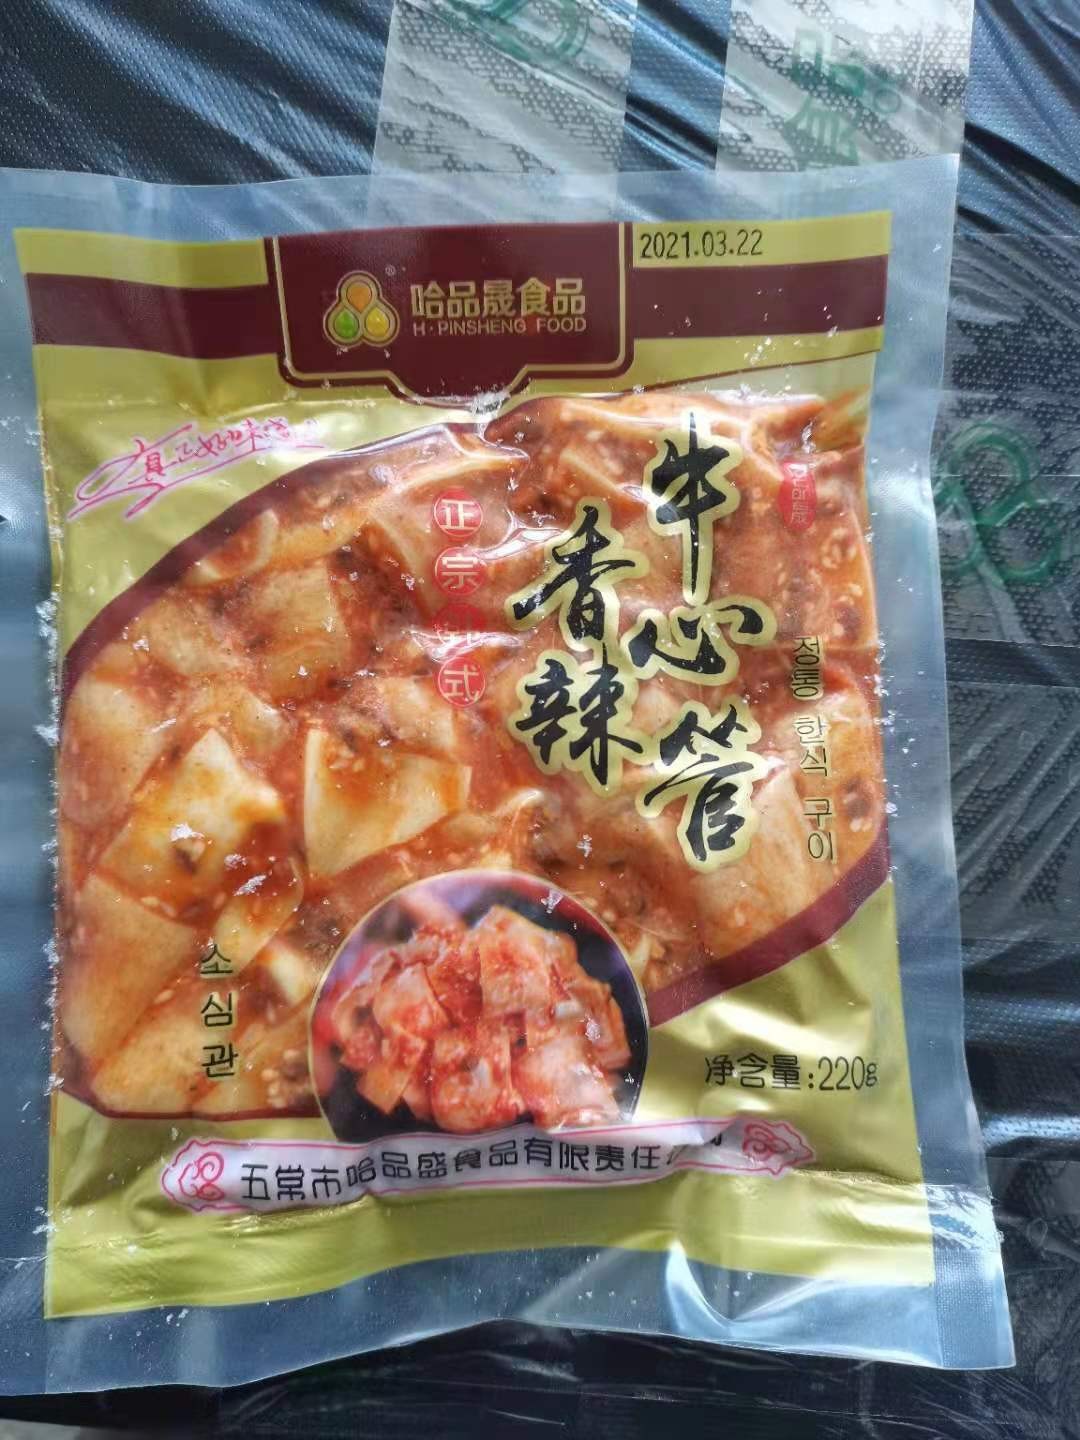 2021.03.22
哈品晟食品
H·PINSHENG FOOD
正宗韩式
牛心管
香辣
정통 한식 구이
소심관
净含量:220g
五常市哈品盛食品有限责任